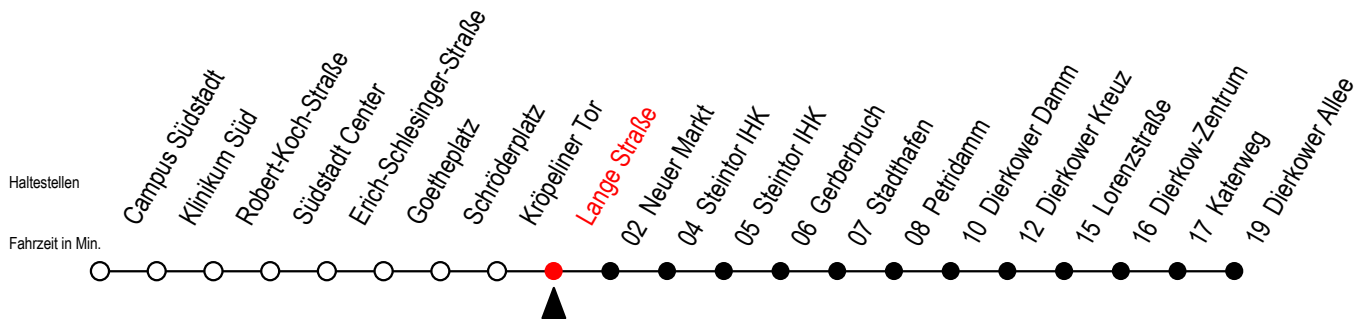 Haltestellen
Fahrzeit in Min.
Campus Südstadt
Klinikum Süd
Robert-Koch-Straße
Südstadt Center
Erich-Schlesinger-Straße
Goetheplatz
Schröderplatz
Kröpeliner Tor
Lange Straße
02 Neuer Markt
04 Steintor IHK
05 Steintor IHK
06 Gerberbruch
07 Stadthafen
08 Petridamm
10 Dierkower Damm
12 Dierkower Kreuz
15 Lorenzstraße
16 Dierkow-Zentrum
17 Katerweg
19 Dierkower Allee